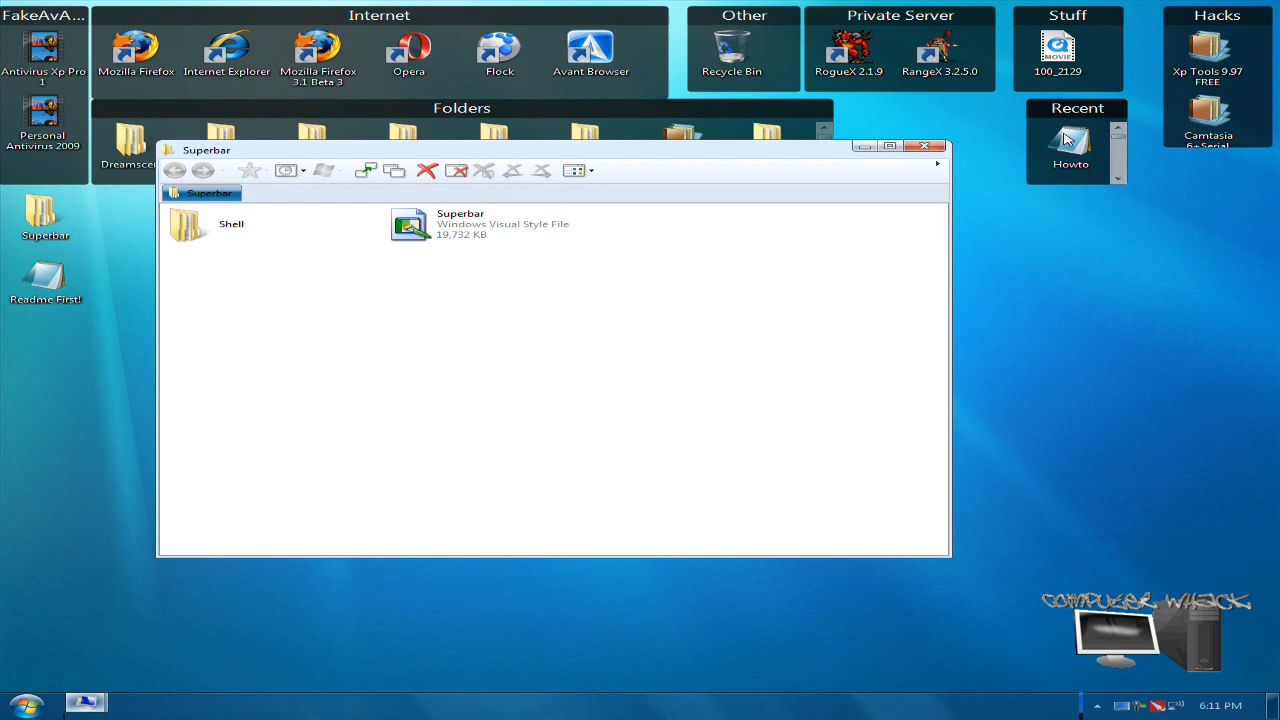 FakeAvA...
Internet
Other
Private Server
Stuff
Hacks
Antivirus Xp Pro
1
Mozilla Firefox
Internet Explorer
Mozilla Firefox
3.1 Beta 3
Opera
Flock
Avant Browser
Recycle Bin
RogueX 2.1.9
RangeX 3.2.5.0
MOVIE
100_2129
Xp Tools 9.97
FREE
Personal
Antivirus 2009
Folders
Recent
Camtasia
6+Serial
Howto
Superbar
Superbar
Shell
Superbar
Windows Visual Style File
19,732 KB
Superbar
Readme First!
COMPUTER WHACK
6:11 PM